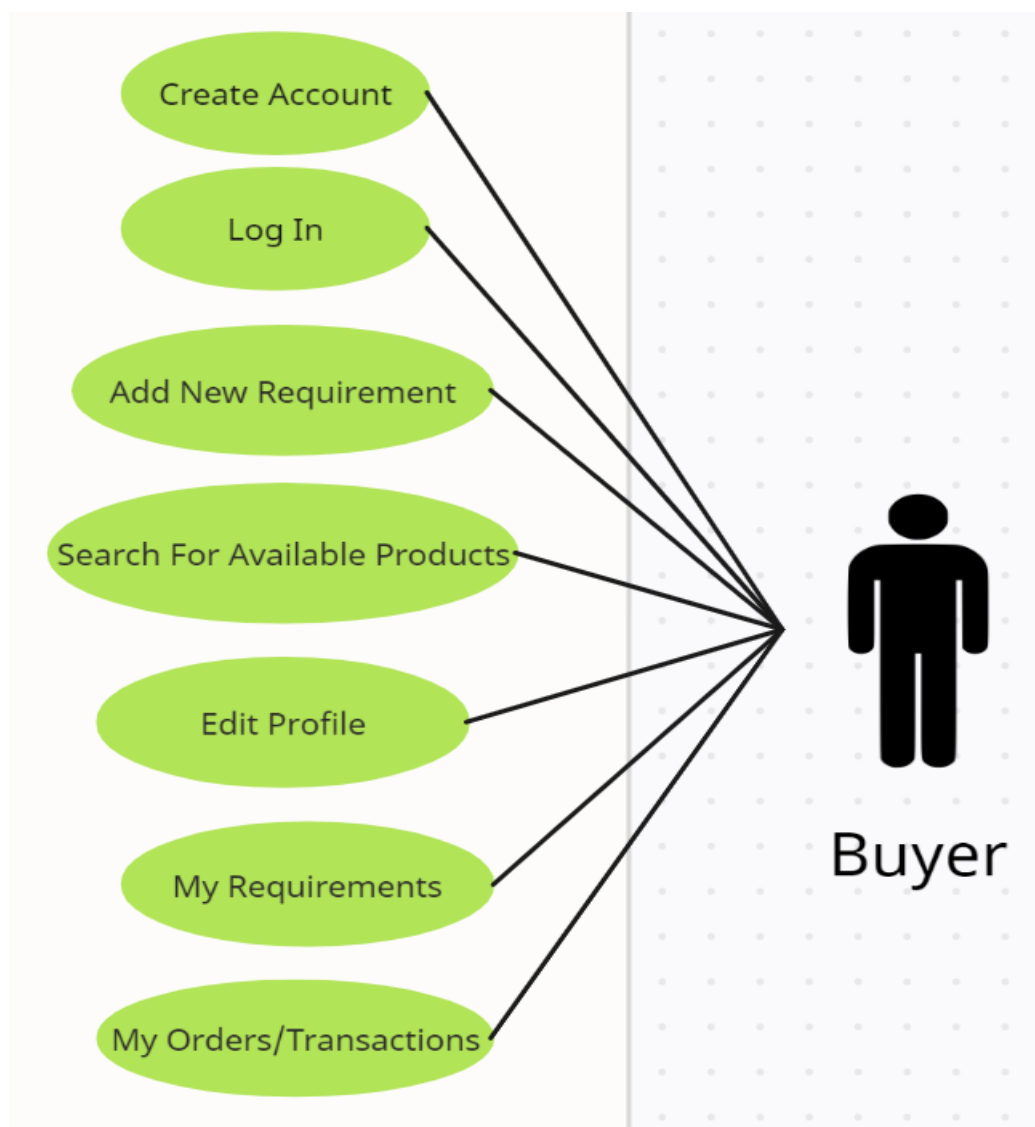 Create Account
Log In
Add New Requirement
Search For Available Products
Edit Profile
My Requirements
My Orders/Transactions
Buyer